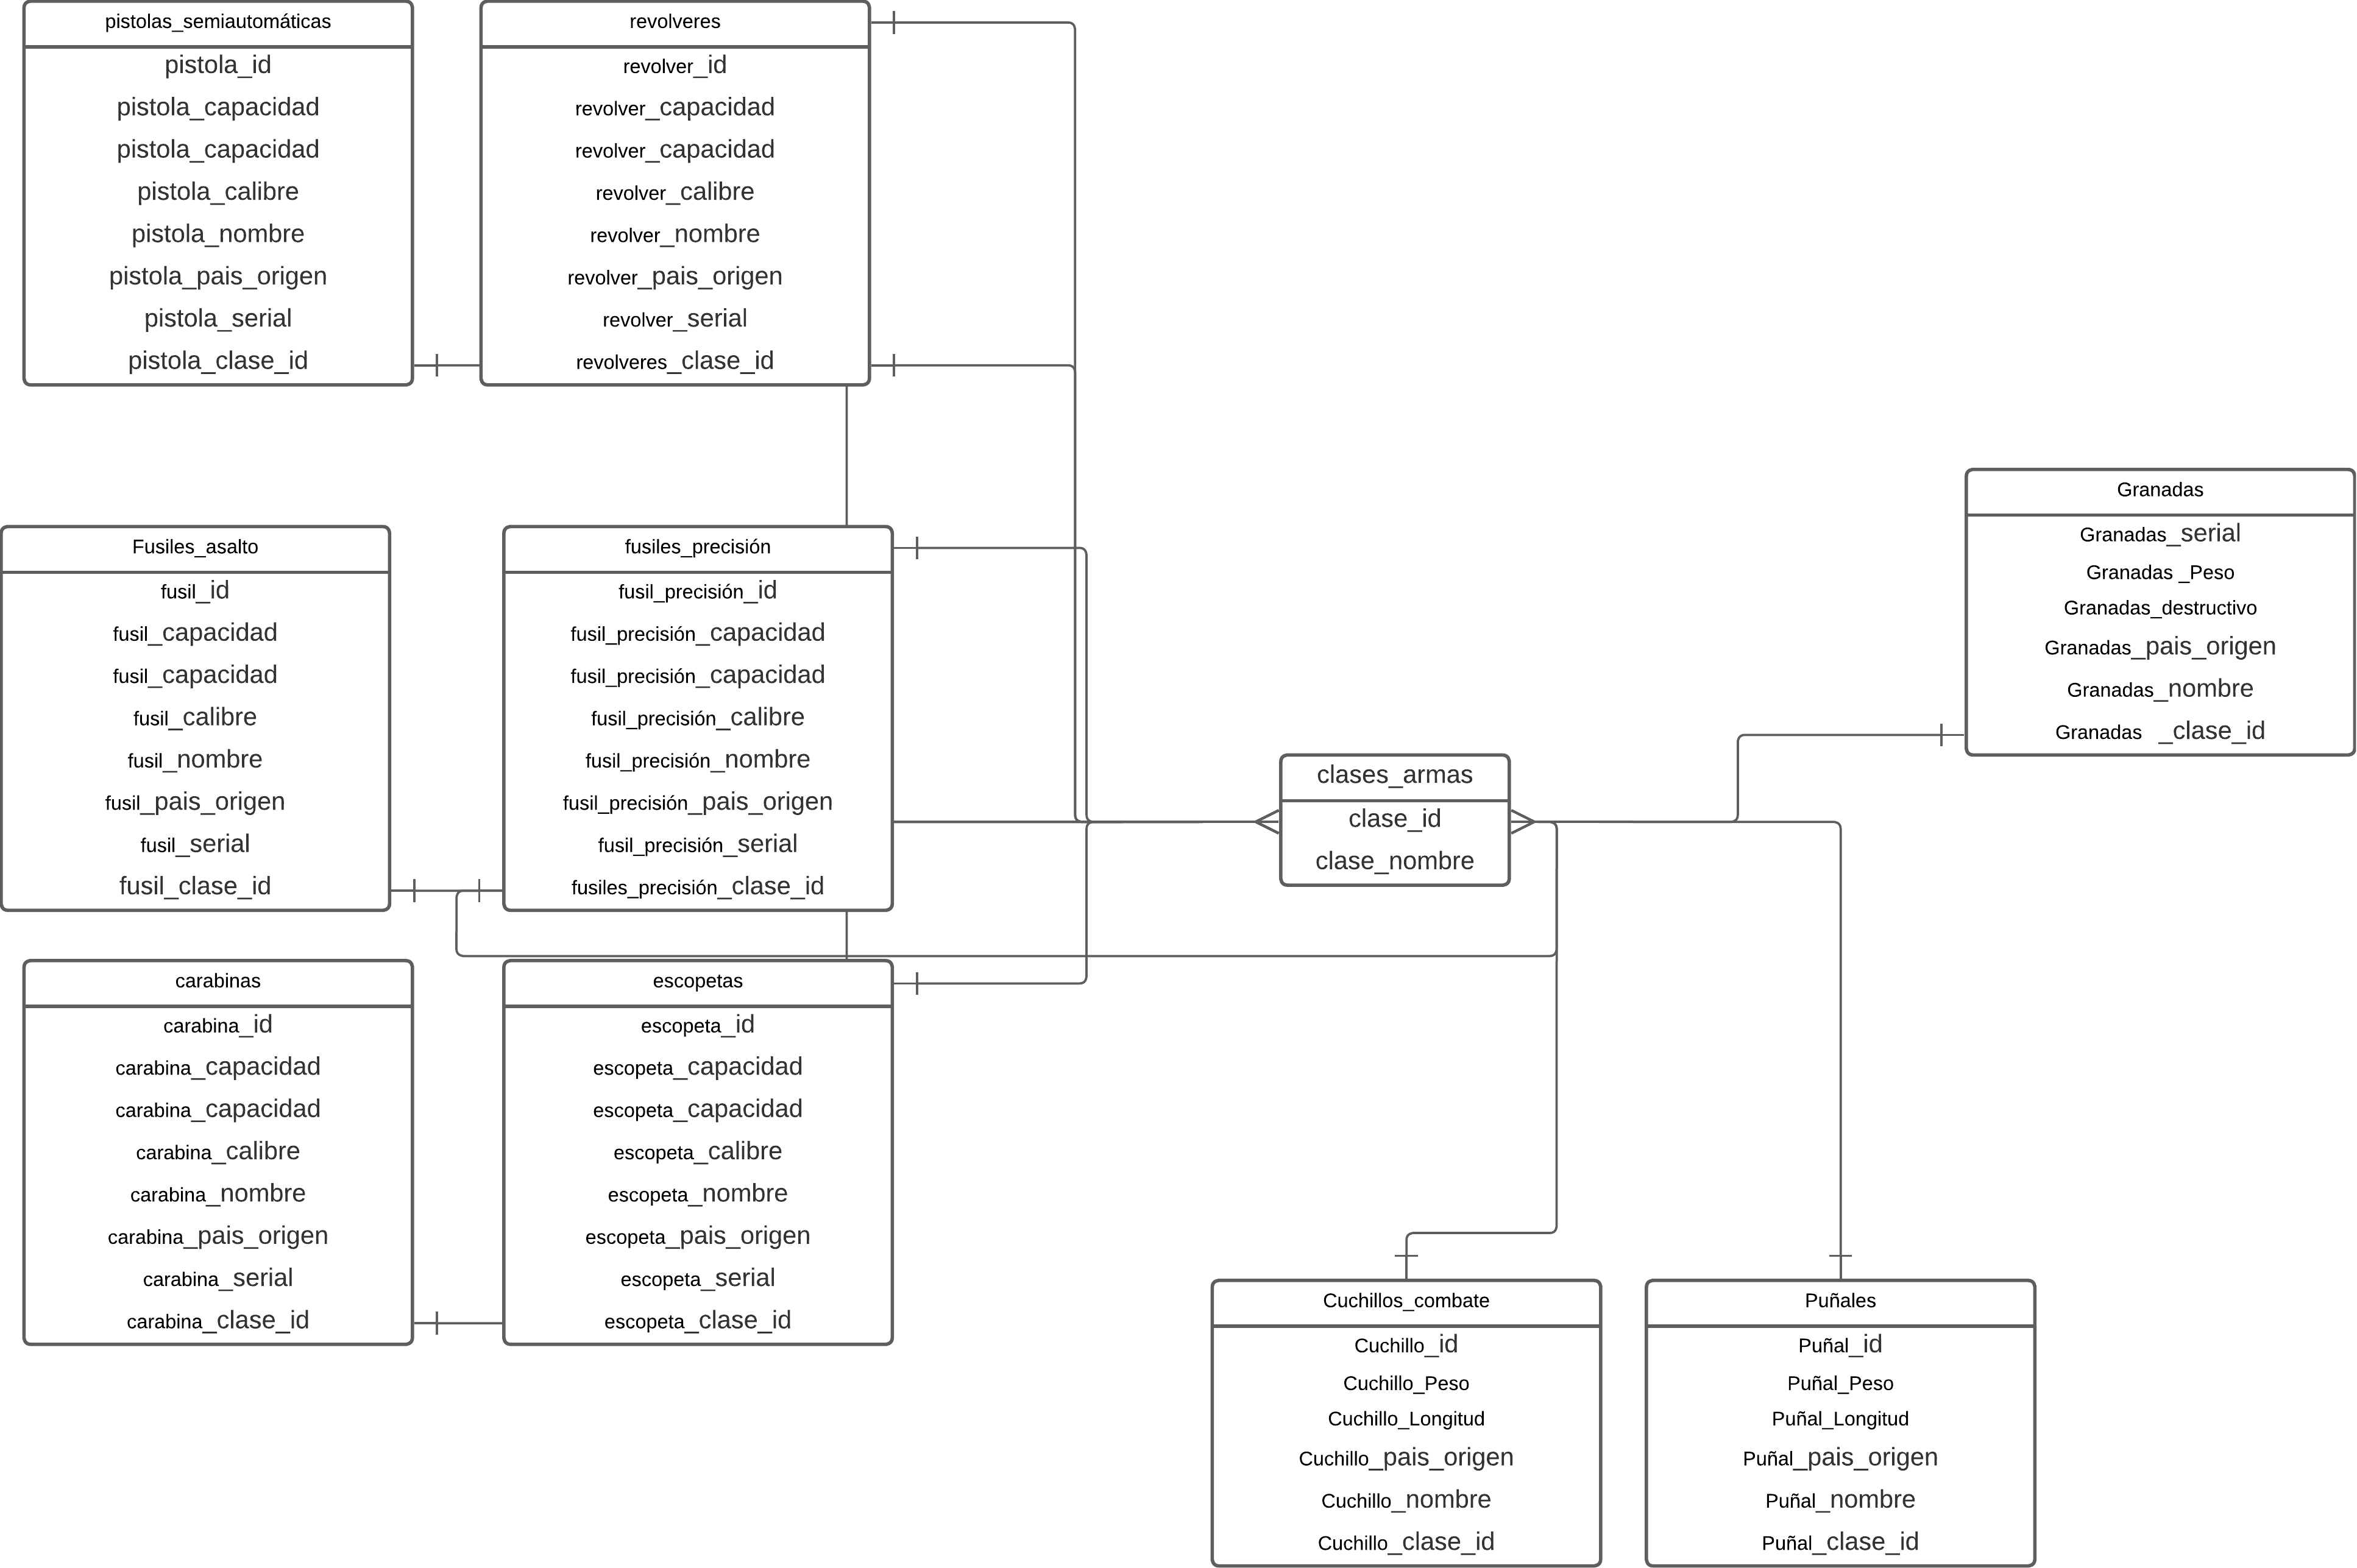 pistolas_semiautomáticas
pistola_id
pistola_capacidad
pistola_capacidad
pistola_calibre
pistola_nombre
pistola_pais_origen
pistola_serial
pistola_clase_id
revolveres
revolver_id
revolver_capacidad
revolver_capacidad
revolver_calibre
revolver_nombre
revolver_pais_origen
revolver_serial
revolveres_clase_id
Fusiles_asalto
fusil_id
fusil_capacidad
fusil_capacidad
fusil_calibre
fusil_nombre
fusil_pais_origen
fusil_serial
fusil_clase_id
fusiles_precisión
fusil_precisión_id
fusil_precisión_capacidad
fusil_precisión_capacidad
fusil_precisión_calibre
fusil_precisión_nombre
fusil_precisión_pais_origen
fusil_precisión_serial
fusiles_precisión_clase_id
Granadas
Granadas_serial
Granadas _Peso
Granadas_destructivo
Granadas_pais_origen
Granadas_nombre
Granadas _clase_id
clases_armas
clase_id
clase_nombre
carabinas
carabina_id
carabina_capacidad
carabina_capacidad
carabina_calibre
carabina_nombre
carabina_pais_origen
carabina_serial
carabina_clase_id
escopetas
escopeta_id
escopeta_capacidad
escopeta_capacidad
escopeta_calibre
escopeta_nombre
escopeta_pais_origen
escopeta_serial
escopeta_clase_id
Cuchillos_combate
Cuchillo_id
Cuchillo_Peso
Cuchillo_Longitud
Cuchillo_pais_origen
Cuchillo_nombre
Cuchillo_clase_id
Puñales
Puñal_id
Puñal_Peso
Puñal_Longitud
Puñal_pais_origen
Puñal_nombre
Puñal_clase_id